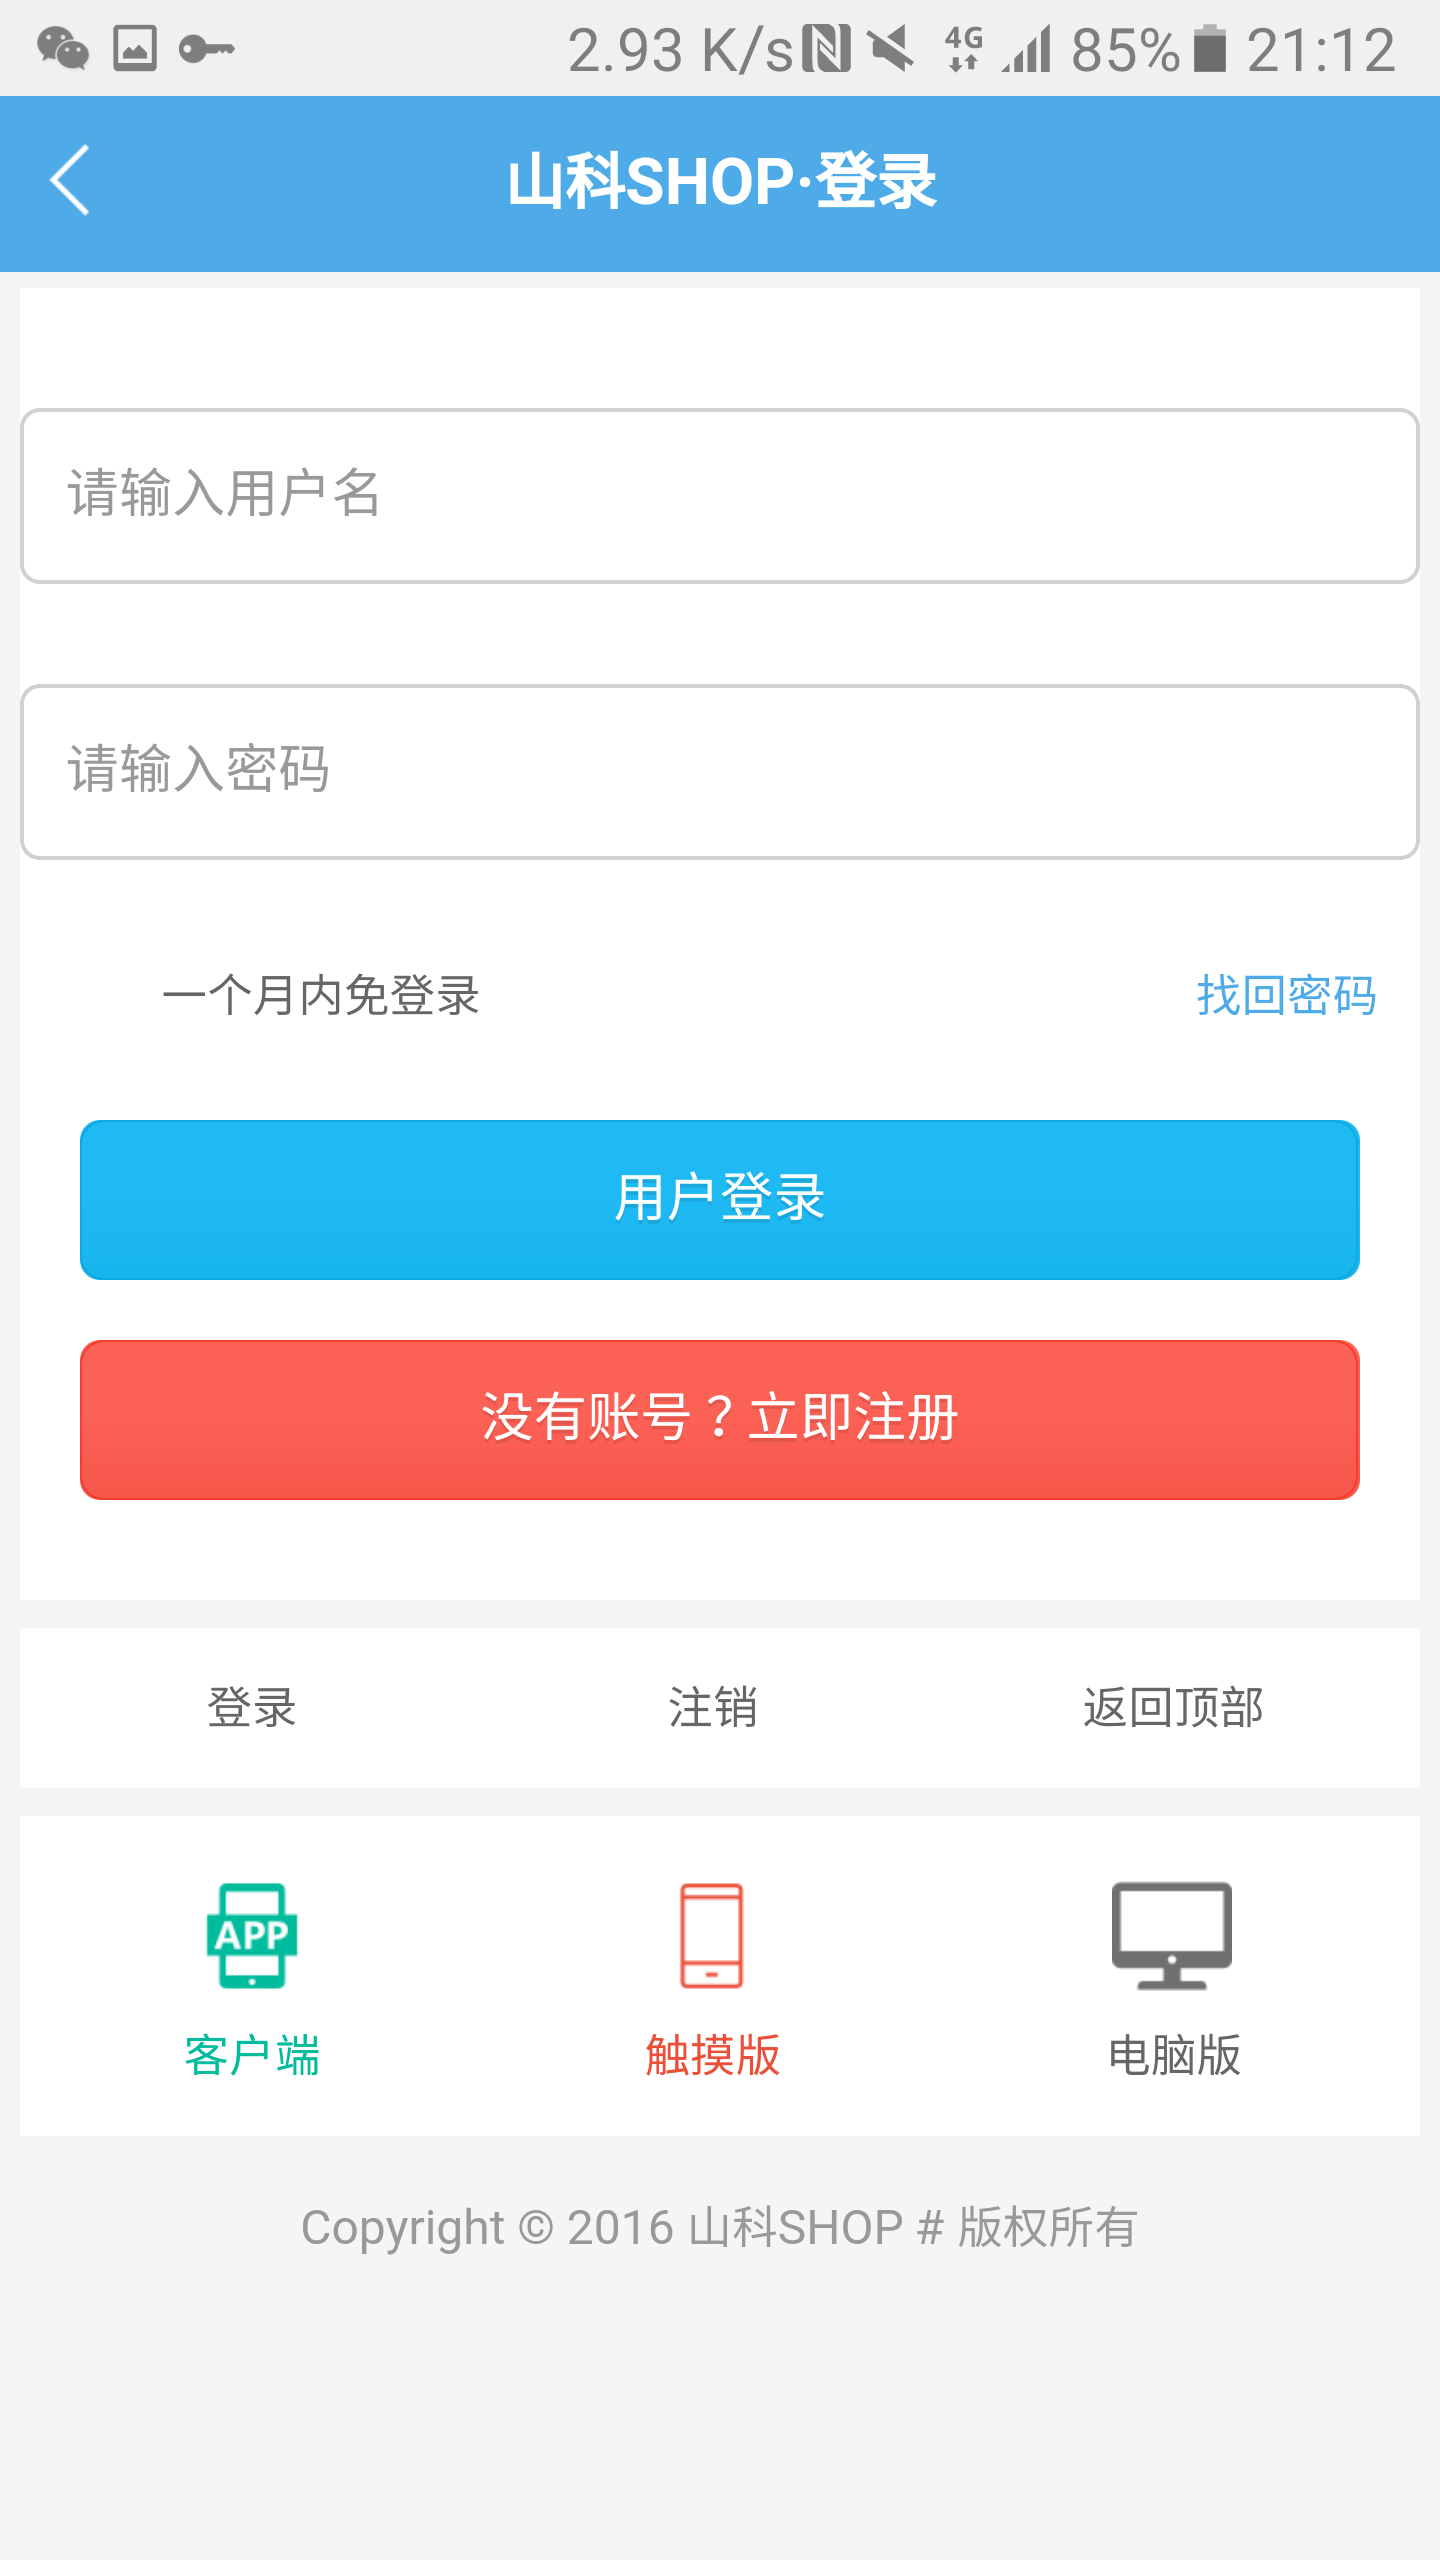 2.93 K/s 4G 85% 21:12
山科SHOP·登录
请输入用户名
请输入密码
一个月内免登录 找回密码
用户登录
没有账号？立即注册
登录 注销 返回顶部
APP
客户端 触摸版 电脑版
Copyright © 2016 山科SHOP # 版权所有